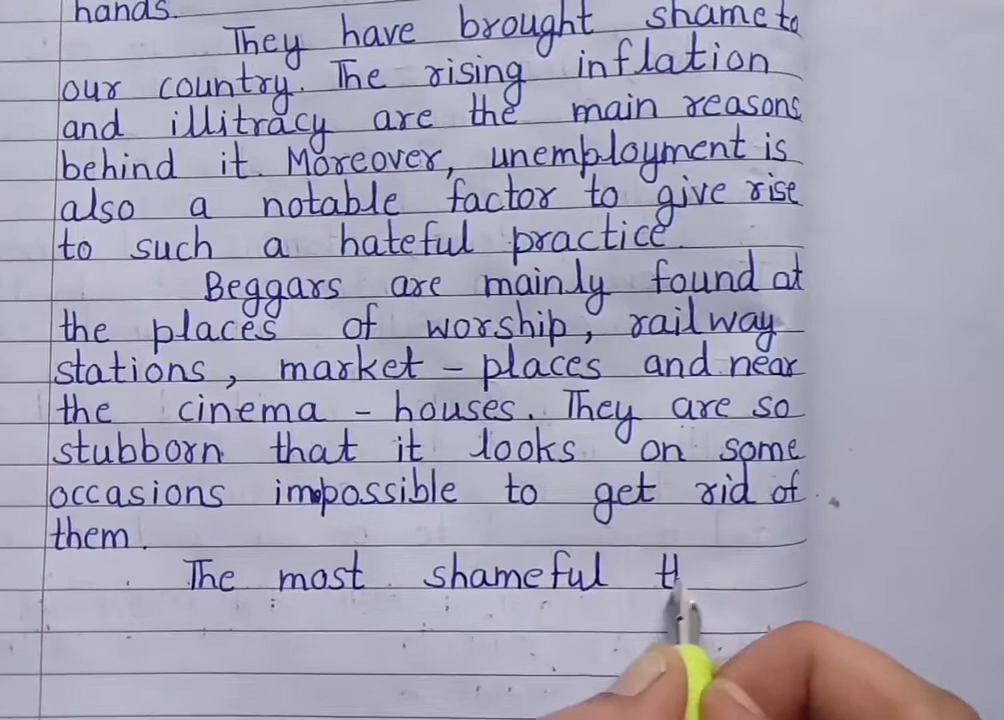 hands.
They have brought shame to
our country. The rising inflation
and illitracy are the main reasons
behind it. Moreover, unemployment is
also a notable factor to give rise
to such a hateful practice
Beggars are mainly found at
the places of worship, railway
stations, market - places and near
the cinema - houses. They are so
stubborn that it looks on some
occasions impossible to get rid of
them.
The most shameful th